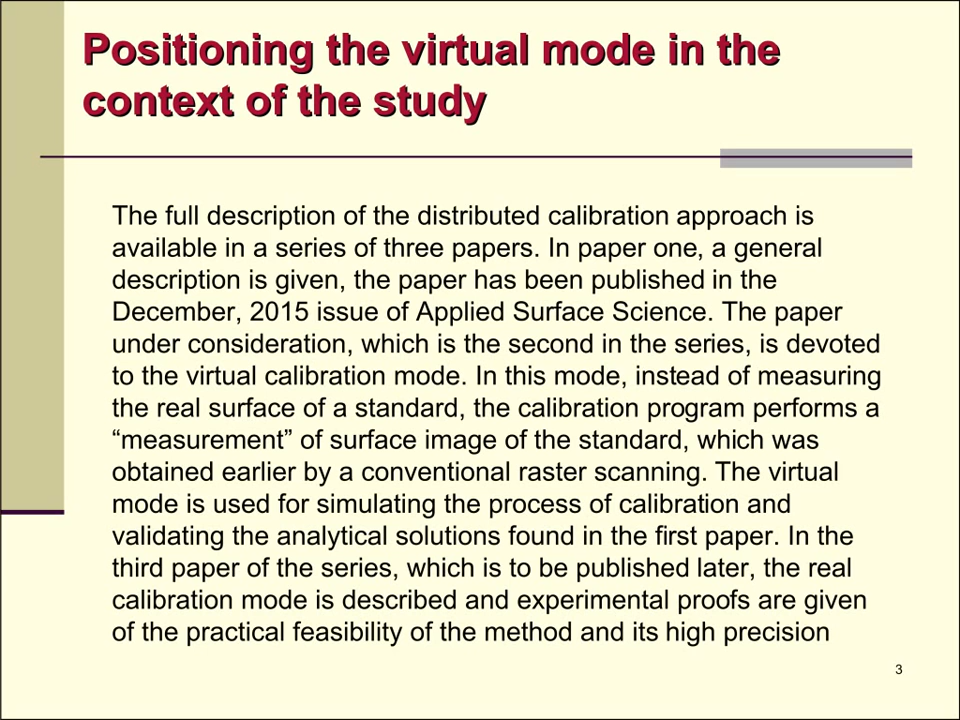 Positioning the virtual mode in the
context of the study
The full description of the distributed calibration approach is
available in a series of three papers. In paper one, a general
description is given, the paper has been published in the
December, 2015 issue of Applied Surface Science. The paper
under consideration, which is the second in the series, is devoted
to the virtual calibration mode. In this mode, instead of measuring
the real surface of a standard, the calibration program performs a
“measurement” of surface image of the standard, which was
obtained earlier by a conventional raster scanning. The virtual
mode is used for simulating the process of calibration and
validating the analytical solutions found in the first paper. In the
third paper of the series, which is to be published later, the real
calibration mode is described and experimental proofs are given
of the practical feasibility of the method and its high precision
3